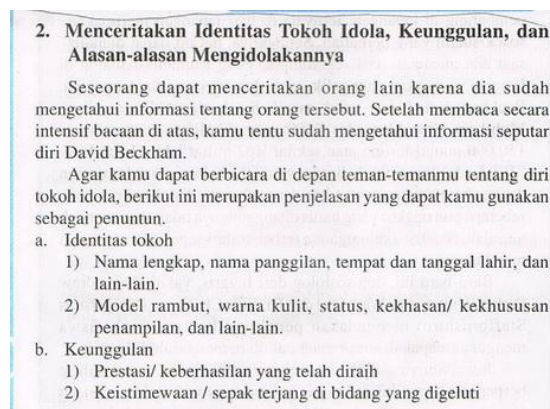 2. Menceritakan Identitas Tokoh Idola, Keunggulan, dan
Alasan-alasan Mengidolakannya
Seseorang dapat menceritakan orang lain karena dia sudah
mengetahui informasi tentang orang tersebut. Setelah membaca secara
intensif bacaan di atas, kamu tentu sudah mengetahui informasi seputar
diri David Beckham.
Agar kamu dapat berbicara di depan teman-temanmu tentang diri
tokoh idola, berikut ini merupakan penjelasan yang dapat kamu gunakan
sebagai penuntun.
a. Identitas tokoh
1) Nama lengkap, nama panggilan, tempat dan tanggal lahir, dan
lain-lain.
2) Model rambut, warna kulit, status, kekhasan/ kekhususan
penampilan, dan lain-lain.
b. Keunggulan
1) Prestasi/ keberhasilan yang telah diraih
2) Keistimewaan / sepak terjang di bidang yang digeluti